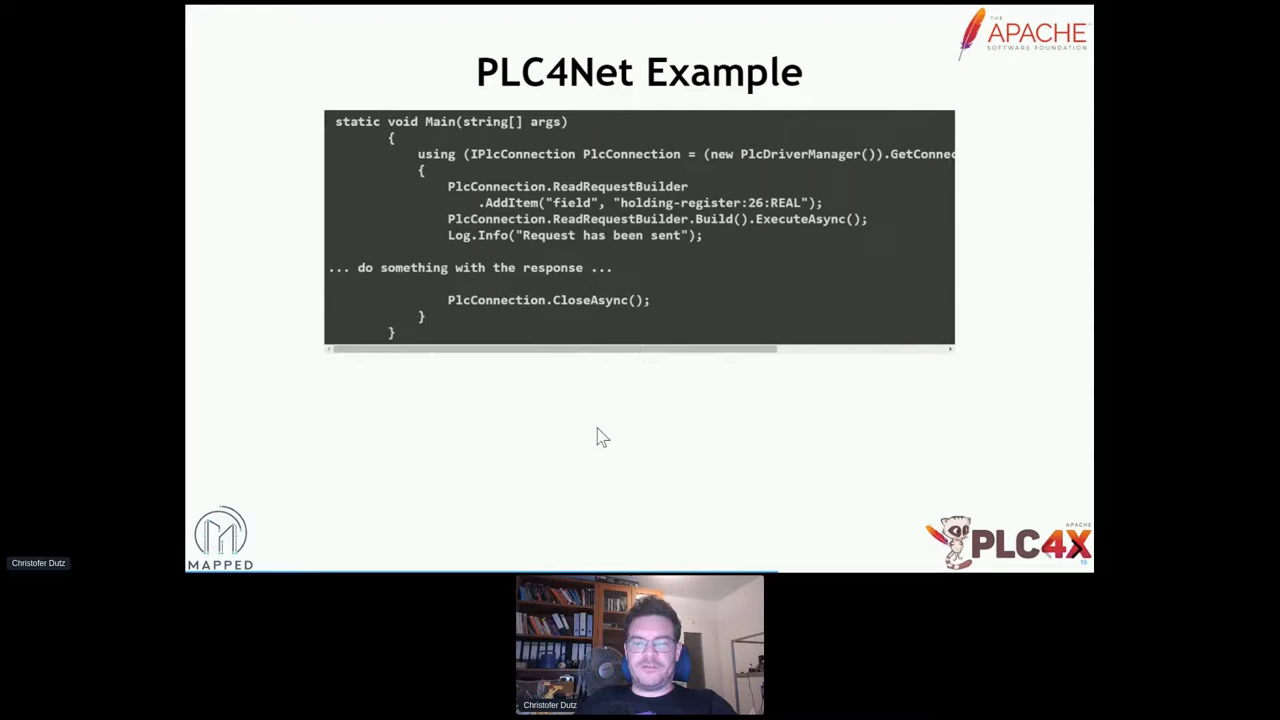 THE
APACHE
SOFTWARE FOUNDATION
PLC4Net Example
static void Main(string[] args)
{
using (IPlcConnection PlcConnection = (new PlcDriverManager()).GetConnec
{
PlcConnection.ReadRequestBuilder
.AddItem("field", "holding-register:26:REAL");
PlcConnection.ReadRequestBuilder.Build().ExecuteAsync();
Log.Info("Request has been sent");
... do something with the response ...
PlcConnection.CloseAsync();
}
}
MAPPED
APACHE
PLC4X
16
Christofer Dutz
Christofer Dutz